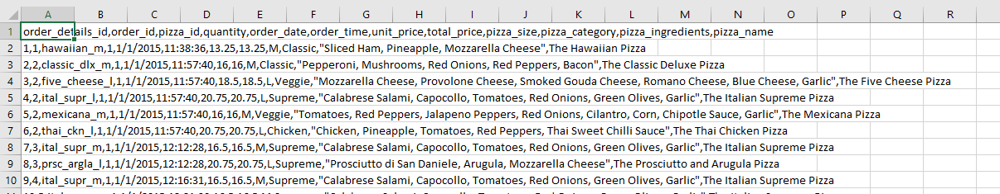 A B C D E F G H I J K L M N O P Q R
1 order_details_id,order_id,pizza_id,quantity,order_date,order_time,unit_price,total_price,pizza_size,pizza_category,pizza_ingredients,pizza_name
2 1,1,hawaiian_m,1,1/1/2015,11:38:36,13.25,13.25,M,Classic,"Sliced Ham, Pineapple, Mozzarella Cheese",The Hawaiian Pizza
3 2,2,classic_dlx_m,1,1/1/2015,11:57:40,16,16,M,Classic,"Pepperoni, Mushrooms, Red Onions, Red Peppers, Bacon",The Classic Deluxe Pizza
4 3,2,five_cheese_l,1,1/1/2015,11:57:40,18.5,18.5,L,Veggie,"Mozzarella Cheese, Provolone Cheese, Smoked Gouda Cheese, Romano Cheese, Blue Cheese, Garlic",The Five Cheese Pizza
5 4,2,ital_supr_l,1,1/1/2015,11:57:40,20.75,20.75,L,Supreme,"Calabrese Salami, Capocollo, Tomatoes, Red Onions, Green Olives, Garlic",The Italian Supreme Pizza
6 5,2,mexicana_m,1,1/1/2015,11:57:40,16,16,M,Veggie,"Tomatoes, Red Peppers, Jalapeno Peppers, Red Onions, Cilantro, Corn, Chipotle Sauce, Garlic",The Mexicana Pizza
7 6,2,thai_ckn_l,1,1/1/2015,11:57:40,20.75,20.75,L,Chicken,"Chicken, Pineapple, Tomatoes, Red Peppers, Thai Sweet Chilli Sauce",The Thai Chicken Pizza
8 7,3,ital_supr_m,1,1/1/2015,12:12:28,16.5,16.5,M,Supreme,"Calabrese Salami, Capocollo, Tomatoes, Red Onions, Green Olives, Garlic",The Italian Supreme Pizza
9 8,3,prsc_argla_l,1,1/1/2015,12:12:28,20.75,20.75,L,Supreme,"Prosciutto di San Daniele, Arugula, Mozzarella Cheese",The Prosciutto and Arugula Pizza
10 9,4,ital_supr_m,1,1/1/2015,12:16:31,16.5,16.5,M,Supreme,"Calabrese Salami, Capocollo, Tomatoes, Red Onions, Green Olives, Garlic",The Italian Supreme Pizza